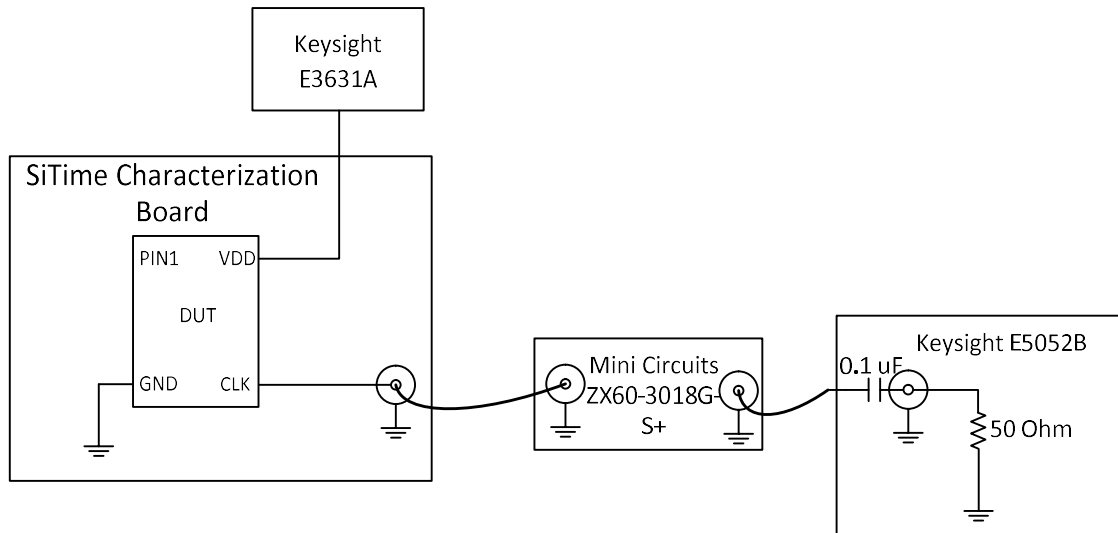 Keysight
E3631A
SiTime Characterization
Board
PIN1 VDD
DUT
GND CLK
Mini Circuits
ZX60-3018G-
S+
Keysight E5052B
0.1 uF
50 Ohm